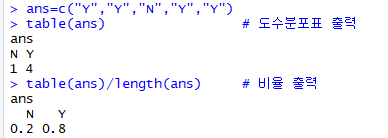 > ans=c("Y","Y","N","Y","Y")
> table(ans) # 도수분포표 출력
ans
N Y
1 4
> table(ans)/length(ans) # 비율 출력
ans
N Y
0.2 0.8